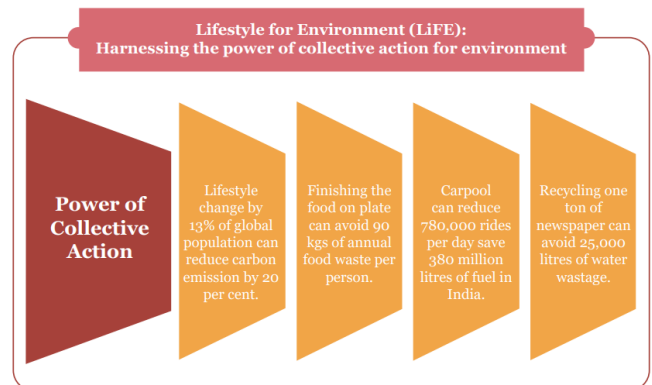 Lifestyle for Environment (LiFE):
Harnessing the power of collective action for environment
Power of
Collective
Action
Lifestyle
change by
13% of global
population can
reduce carbon
emission by 20
per cent.
Finishing the
food on plate
can avoid 90
kgs of annual
food waste per
person.
Carpool
can reduce
780,000 rides
per day save
380 million
litres of fuel in
India.
Recycling one
ton of
newspaper can
avoid 25,000
litres of water
wastage.